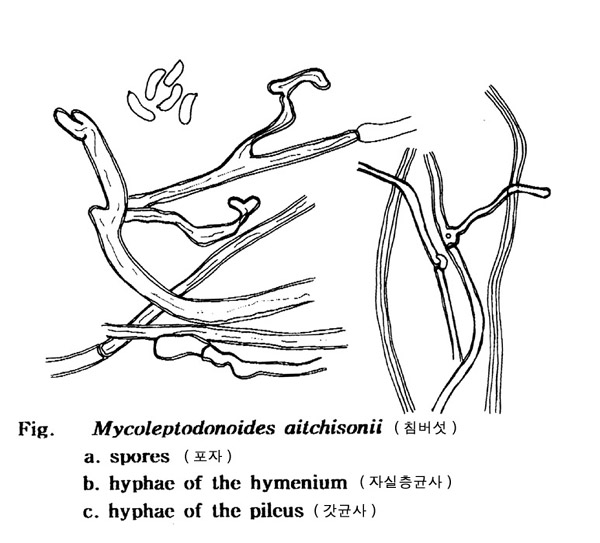 Fig. Mycoleptodonoides aitchisonii (침버섯)
a. spores (포자)
b. hyphae of the hymenium (자실층균사)
c. hyphae of the pileus (갓균사)